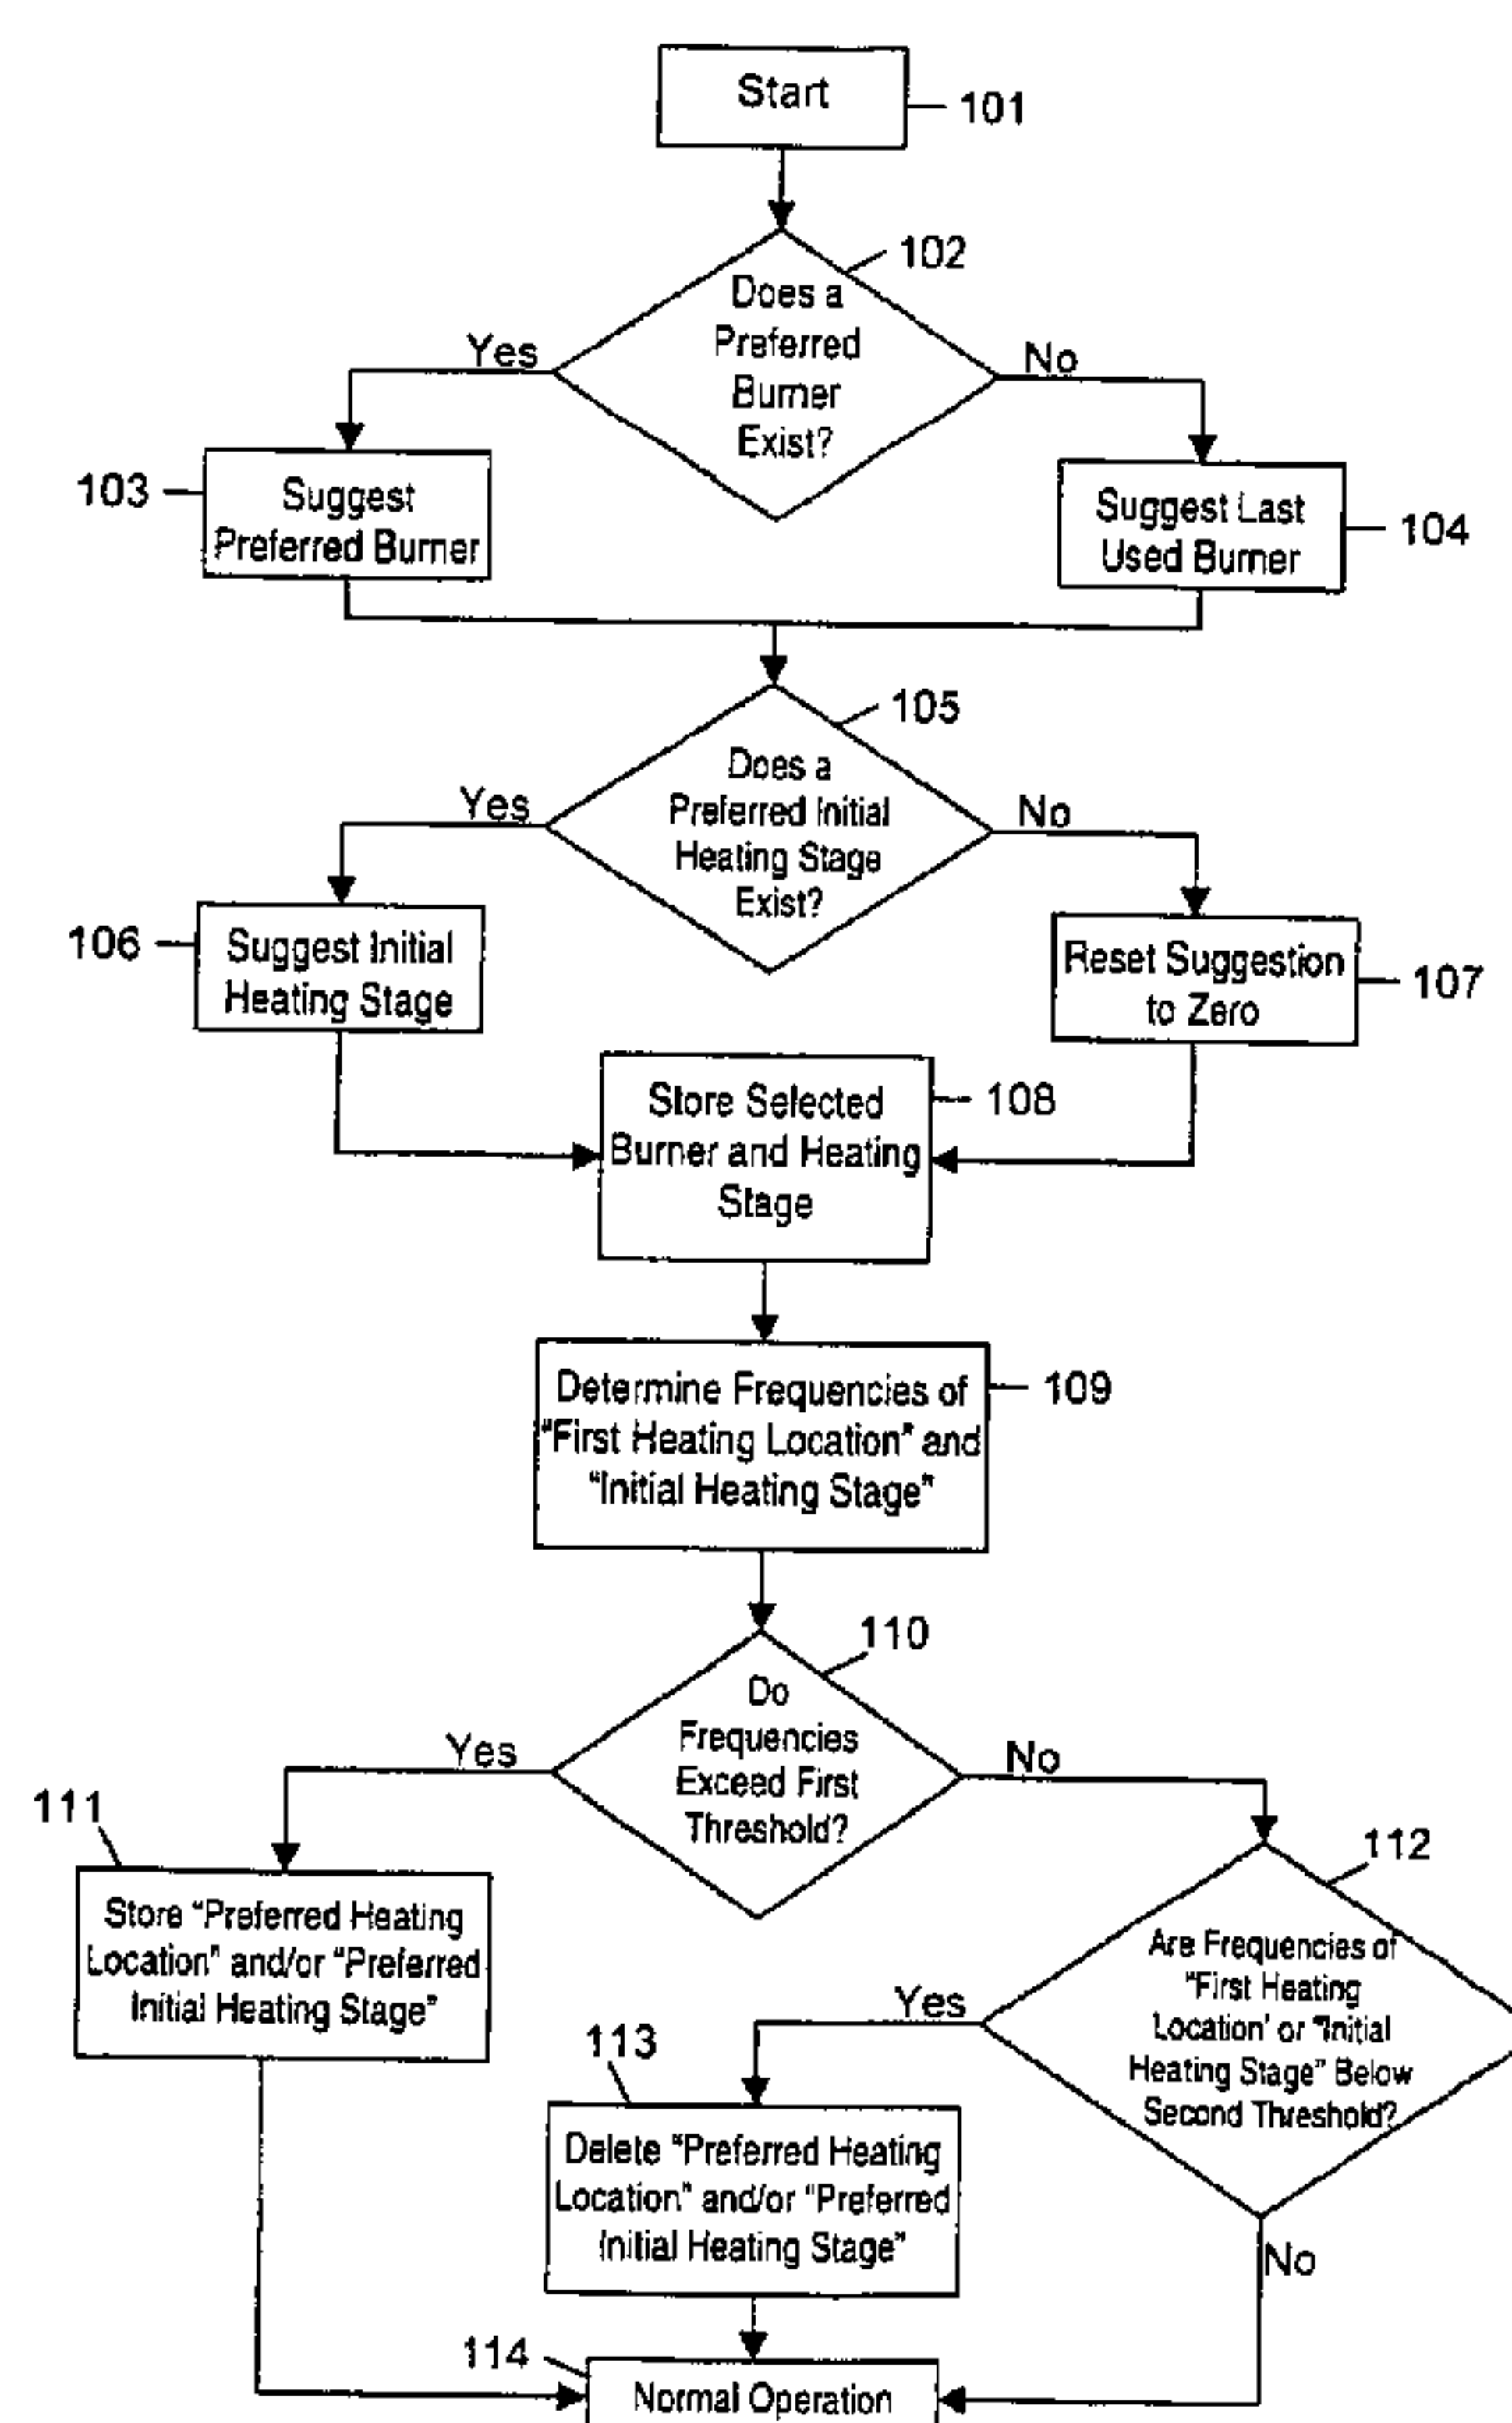 Start
101
102
Does a
Preferred
Burner
Exist?
Yes
No
103
Suggest
Preferred Burner
Suggest Last
Used Burner
104
105
Does a
Preferred Initial
Heating Stage
Exist?
Yes
No
106
Suggest Initial
Heating Stage
Reset Suggestion
to Zero
107
Store Selected
Burner and Heating
Stage
108
Determine Frequencies of
"First Heating Location" and
"Initial Heating Stage"
109
110
Do
Frequencies
Exceed First
Threshold?
Yes
No
111
Store "Preferred Heating
Location" and/or "Preferred
Initial Heating Stage"
112
Are Frequencies of
"First Heating
Location' or "Initial
Heating Stage" Below
Second Threshold?
Yes
No
113
Delete "Preferred Heating
Location" and/or "Preferred
Initial Heating Stage"
114
Normal Operation